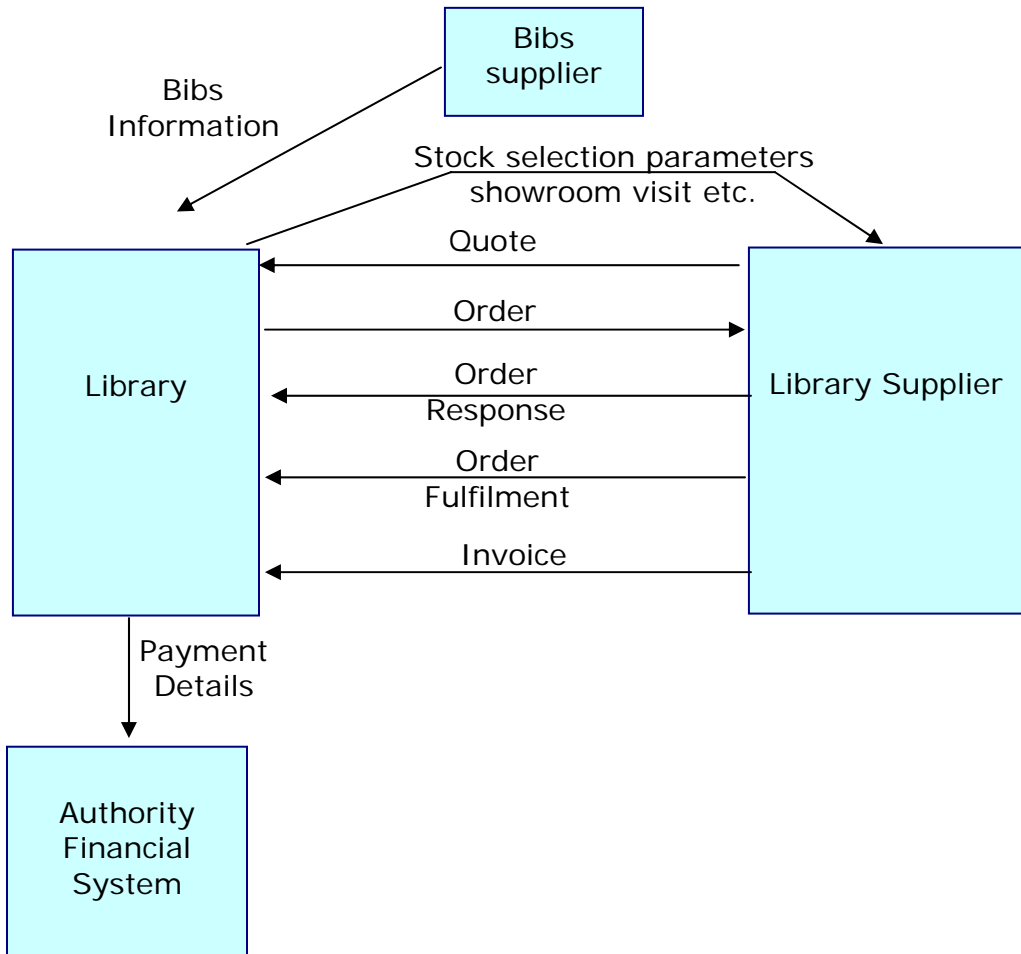 Bibs
supplier
Bibs
Information
Stock selection parameters
showroom visit etc.
Quote
Order
Library
Order
Response
Library Supplier
Order
Fulfilment
Invoice
Payment
Details
Authority
Financial
System